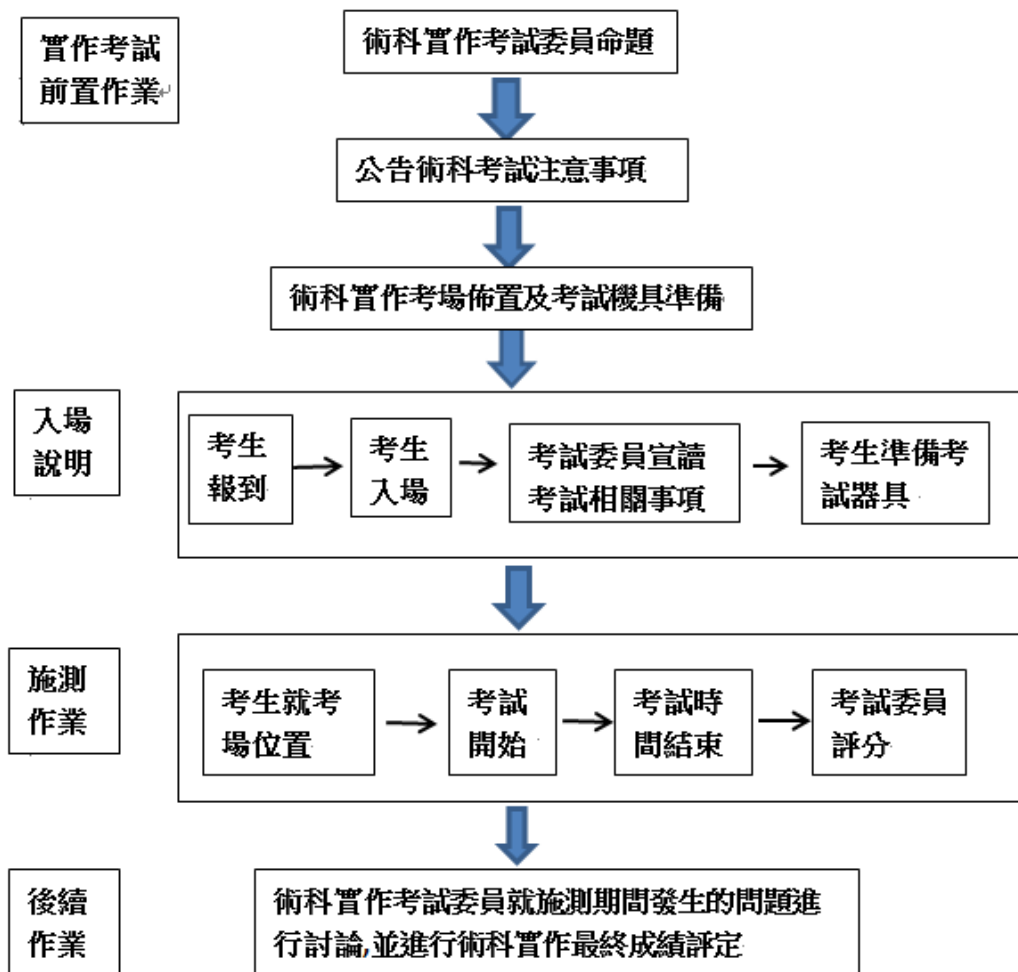 實作考試
前置作業
術科實作考試委員命題
公告術科考試注意事項
術科實作考場佈置及考試機具準備
入場
說明
考生
報到
考生
入場
考試委員宣讀
考試相關事項
考生準備考
試器具
施測
作業
考生就考
場位置
考試
開始
考試時
間結束
考試委員
評分
後續
作業
術科實作考試委員就施測期間發生的問題進
行討論,並進行術科實作最終成績評定